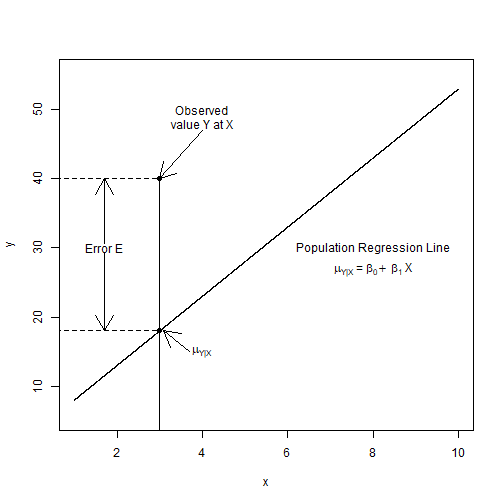 Observed
value Y at X
Error E
Population Regression Line
μY|X = β0 + β1 X
μY|X
50
40
30
20
10
y
2
4
6
8
10
x